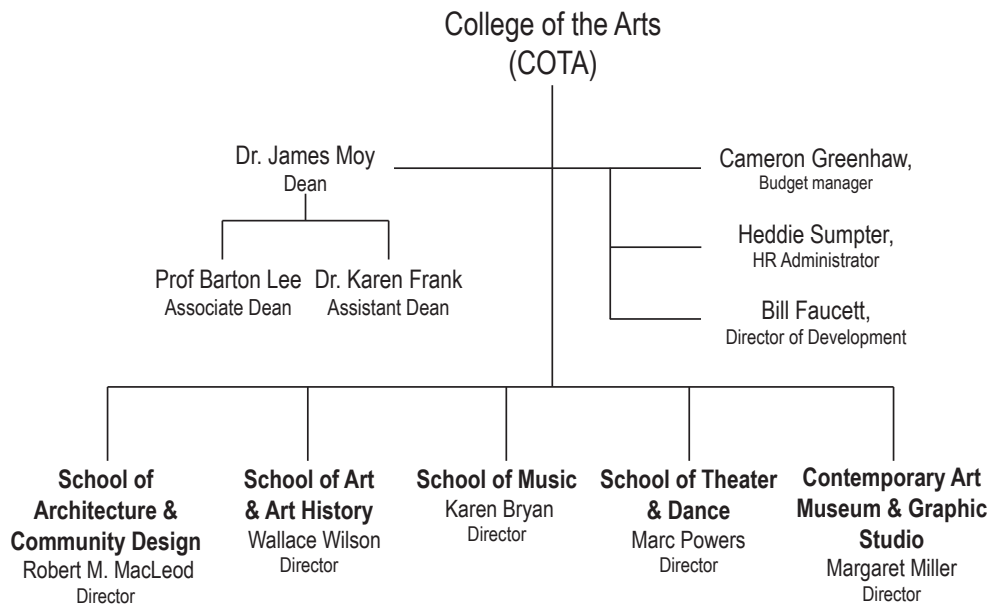 College of the Arts
(COTA)
Dr. James Moy
Dean
Cameron Greenhaw,
Budget manager
Heddie Sumpter,
HR Administrator
Prof Barton Lee
Associate Dean
Dr. Karen Frank
Assistant Dean
Bill Faucett,
Director of Development
School of
Architecture &
Community Design
Robert M. MacLeod
Director
School of Art
& Art History
Wallace Wilson
Director
School of Music
Karen Bryan
Director
School of Theater
& Dance
Marc Powers
Director
Contemporary Art
Museum & Graphic
Studio
Margaret Miller
Director